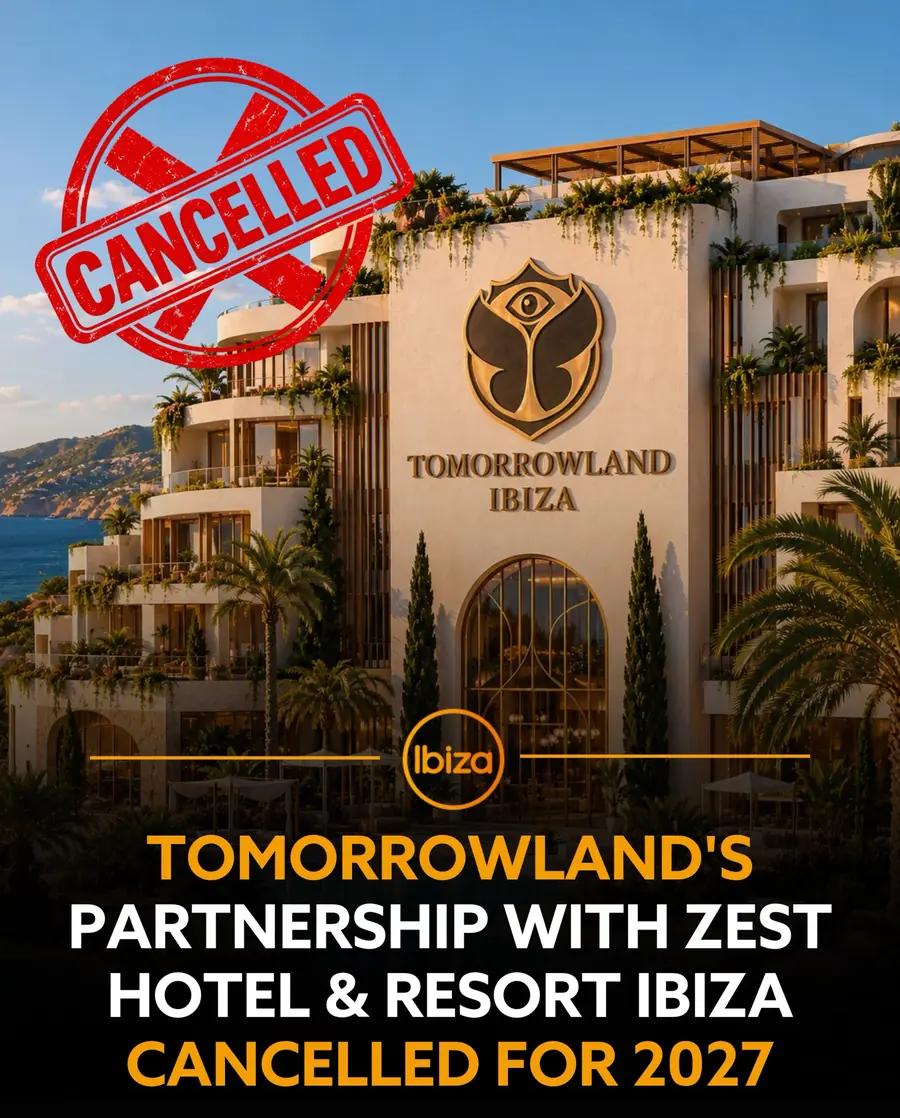 CANCELLED
TOMORROWLAND
IBIZA
Ibiza
TOMORROWLAND'S
PARTNERSHIP WITH ZEST
HOTEL & RESORT IBIZA
CANCELLED FOR 2027